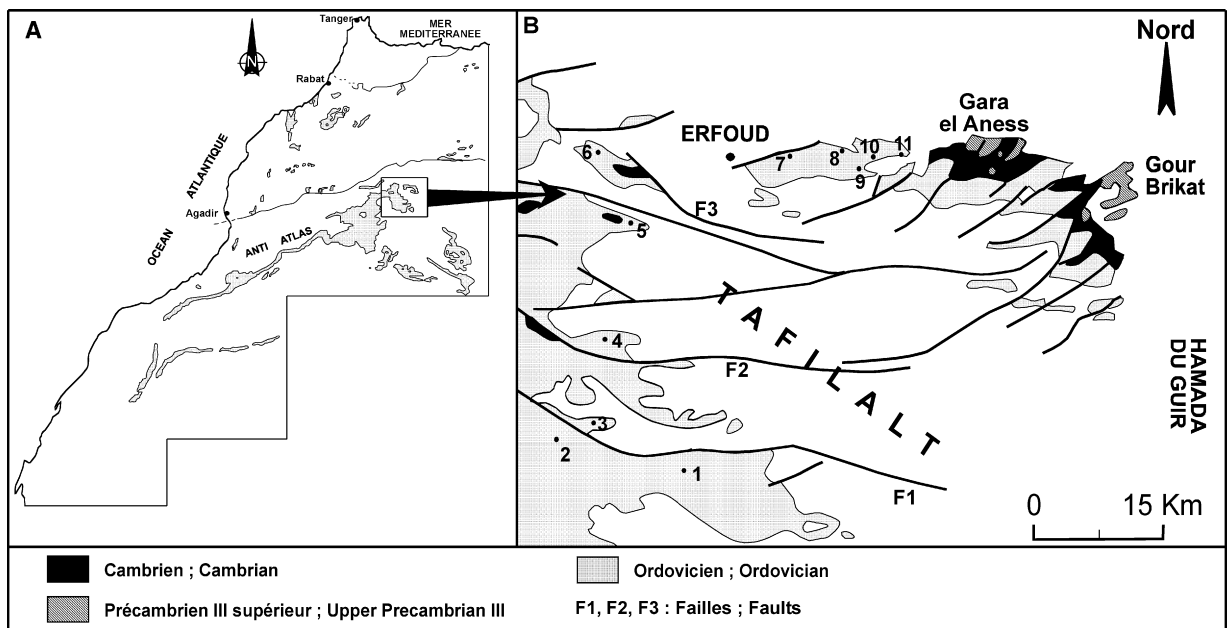 A
Tanger
MER
MEDITERRANEE
N
Rabat
OCEAN ATLANTIQUE
Agadir
ANTI ATLAS
B
Nord
Gara
el Aness
ERFOUD
Gour
Brikat
6
7
8
9
10
11
F3
5
TAFILALT
4
F2
HAMADA
DU GUIR
3
2
1
F1
0 15 Km
Cambrien ; Cambrian
Ordovicien ; Ordovician
Précambrien III supérieur ; Upper Precambrian III
F1, F2, F3 : Failles ; Faults